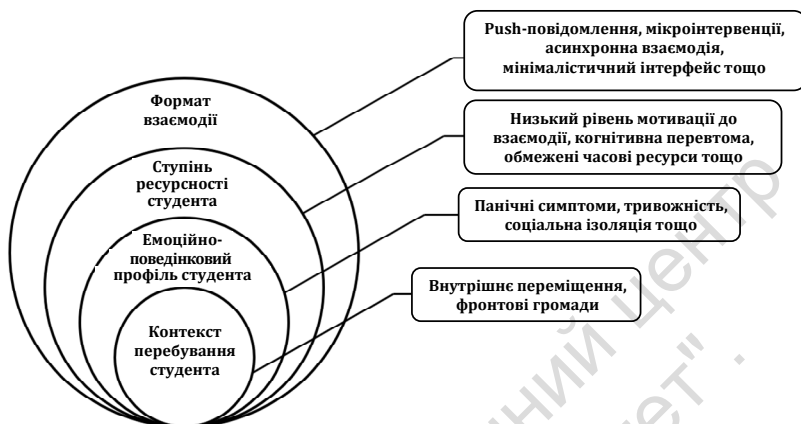 Push-повідомлення, мікроінтервенції,
асинхронна взаємодія,
мінімалістичний інтерфейс тощо
Формат
взаємодії
Низький рівень мотивації до
взаємодії, когнітивна перевтома,
обмежені часові ресурси тощо
Ступінь
ресурсності
студента
Панічні симптоми, тривожність,
соціальна ізоляція тощо
Емоційно-
поведінковий
профіль студента
Внутрішнє переміщення,
фронтові громади
Контекст
перебування
студента
центр